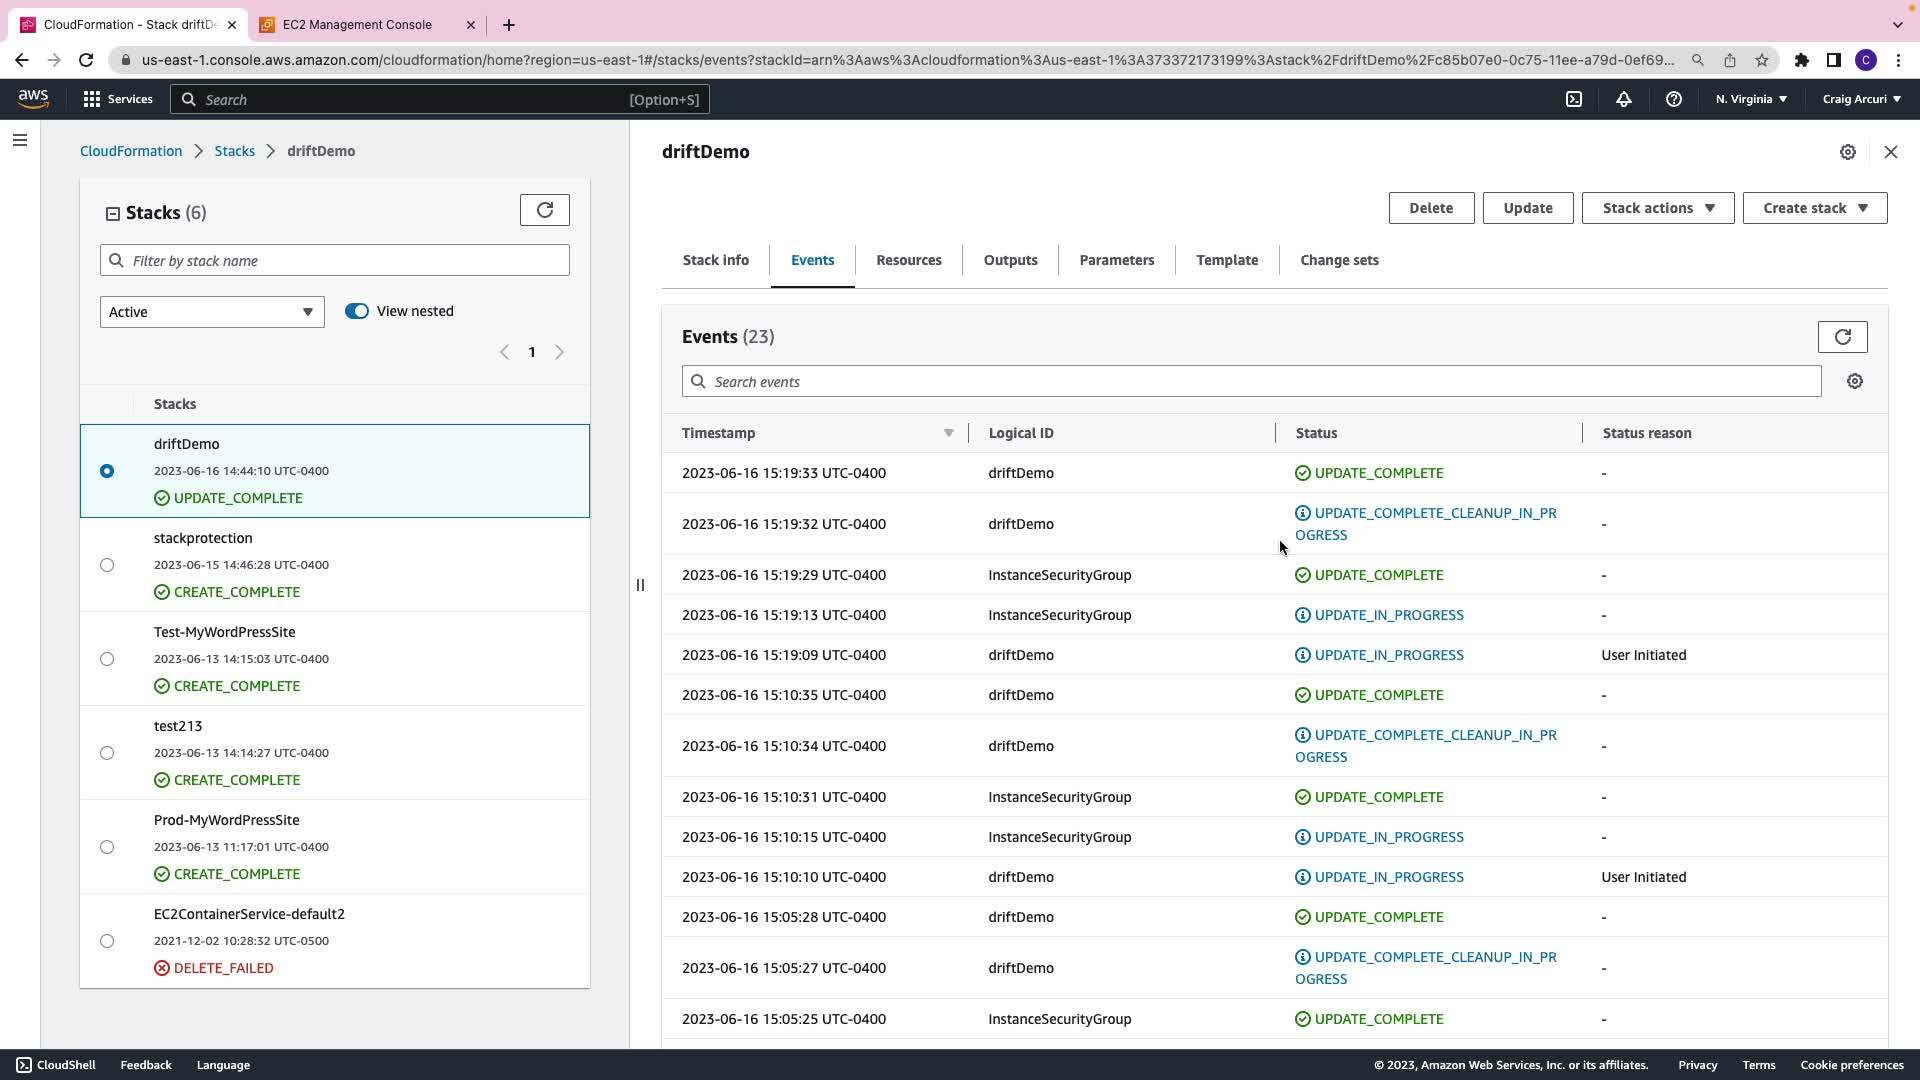 CloudFormation - Stack driftDe
EC2 Management Console
us-east-1.console.aws.amazon.com/cloudformation/home?region=us-east-1#/stacks/events?stackId=arn%3Aaws%3Acloudformation%3Aus-east-1%3A373372173199%3Astack%2FdriftDemo%2Fc85b07e0-0c75-11ee-a79d-0ef69...
C
aws
Services
Search
[Option+S]
N. Virginia
Craig Arcuri
CloudFormation
Stacks
driftDemo
Stacks (6)
Filter by stack name
Active
View nested
1
Stacks
driftDemo
2023-06-16 14:44:10 UTC-0400
UPDATE_COMPLETE
stackprotection
2023-06-15 14:46:28 UTC-0400
CREATE_COMPLETE
Test-MyWordPressSite
2023-06-13 14:15:03 UTC-0400
CREATE_COMPLETE
test213
2023-06-13 14:14:27 UTC-0400
CREATE_COMPLETE
Prod-MyWordPressSite
2023-06-13 11:17:01 UTC-0400
CREATE_COMPLETE
EC2ContainerService-default2
2021-12-02 10:28:32 UTC-0500
DELETE_FAILED
driftDemo
Delete
Update
Stack actions
Create stack
Stack info
Events
Resources
Outputs
Parameters
Template
Change sets
Events (23)
Search events
Timestamp
Logical ID
Status
Status reason
2023-06-16 15:19:33 UTC-0400 driftDemo UPDATE_COMPLETE -
2023-06-16 15:19:32 UTC-0400 driftDemo UPDATE_COMPLETE_CLEANUP_IN_PR -
OGRESS
2023-06-16 15:19:29 UTC-0400 InstanceSecurityGroup UPDATE_COMPLETE -
2023-06-16 15:19:13 UTC-0400 InstanceSecurityGroup UPDATE_IN_PROGRESS -
2023-06-16 15:19:09 UTC-0400 driftDemo UPDATE_IN_PROGRESS User Initiated
2023-06-16 15:10:35 UTC-0400 driftDemo UPDATE_COMPLETE -
2023-06-16 15:10:34 UTC-0400 driftDemo UPDATE_COMPLETE_CLEANUP_IN_PR -
OGRESS
2023-06-16 15:10:31 UTC-0400 InstanceSecurityGroup UPDATE_COMPLETE -
2023-06-16 15:10:15 UTC-0400 InstanceSecurityGroup UPDATE_IN_PROGRESS -
2023-06-16 15:10:10 UTC-0400 driftDemo UPDATE_IN_PROGRESS User Initiated
2023-06-16 15:05:28 UTC-0400 driftDemo UPDATE_COMPLETE -
2023-06-16 15:05:27 UTC-0400 driftDemo UPDATE_COMPLETE_CLEANUP_IN_PR -
OGRESS
2023-06-16 15:05:25 UTC-0400 InstanceSecurityGroup UPDATE_COMPLETE -
CloudShell
Feedback
Language
© 2023, Amazon Web Services, Inc. or its affiliates.
Privacy
Terms
Cookie preferences